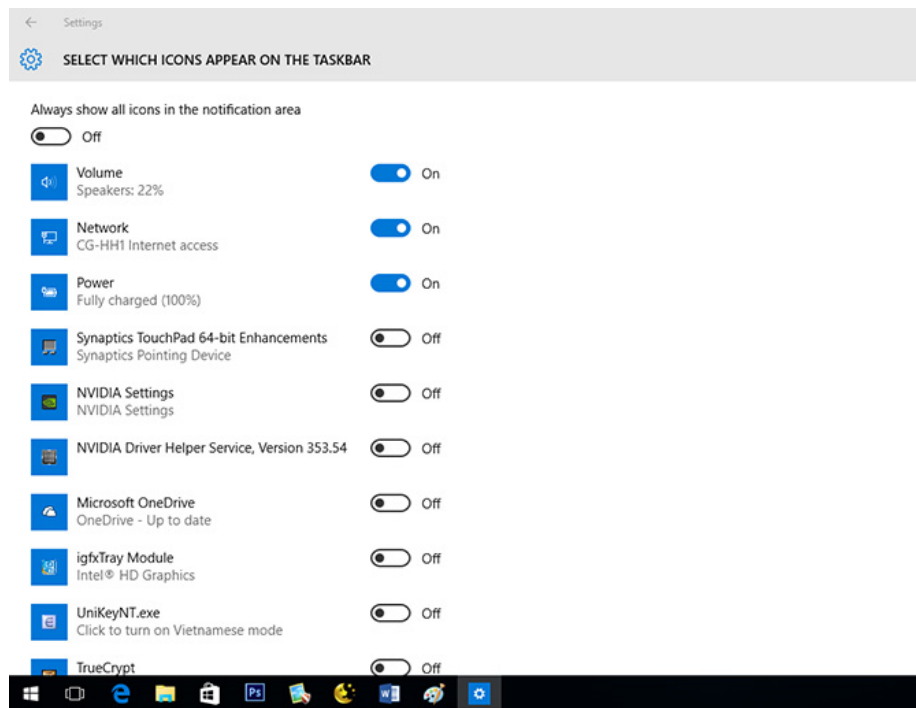 Settings
SELECT WHICH ICONS APPEAR ON THE TASKBAR
Always show all icons in the notification area
Off
Volume
On
Speakers: 22%
Network
On
CG-HH1 Internet access
Power
On
Fully charged (100%)
Synaptics TouchPad 64-bit Enhancements
Off
Synaptics Pointing Device
NVIDIA Settings
Off
NVIDIA Settings
NVIDIA Driver Helper Service, Version 353.54
Off
Microsoft OneDrive
Off
OneDrive - Up to date
igfxTray Module
Off
Intel® HD Graphics
UniKeyNT.exe
Off
Click to turn on Vietnamese mode
TrueCrypt
Off
Ps